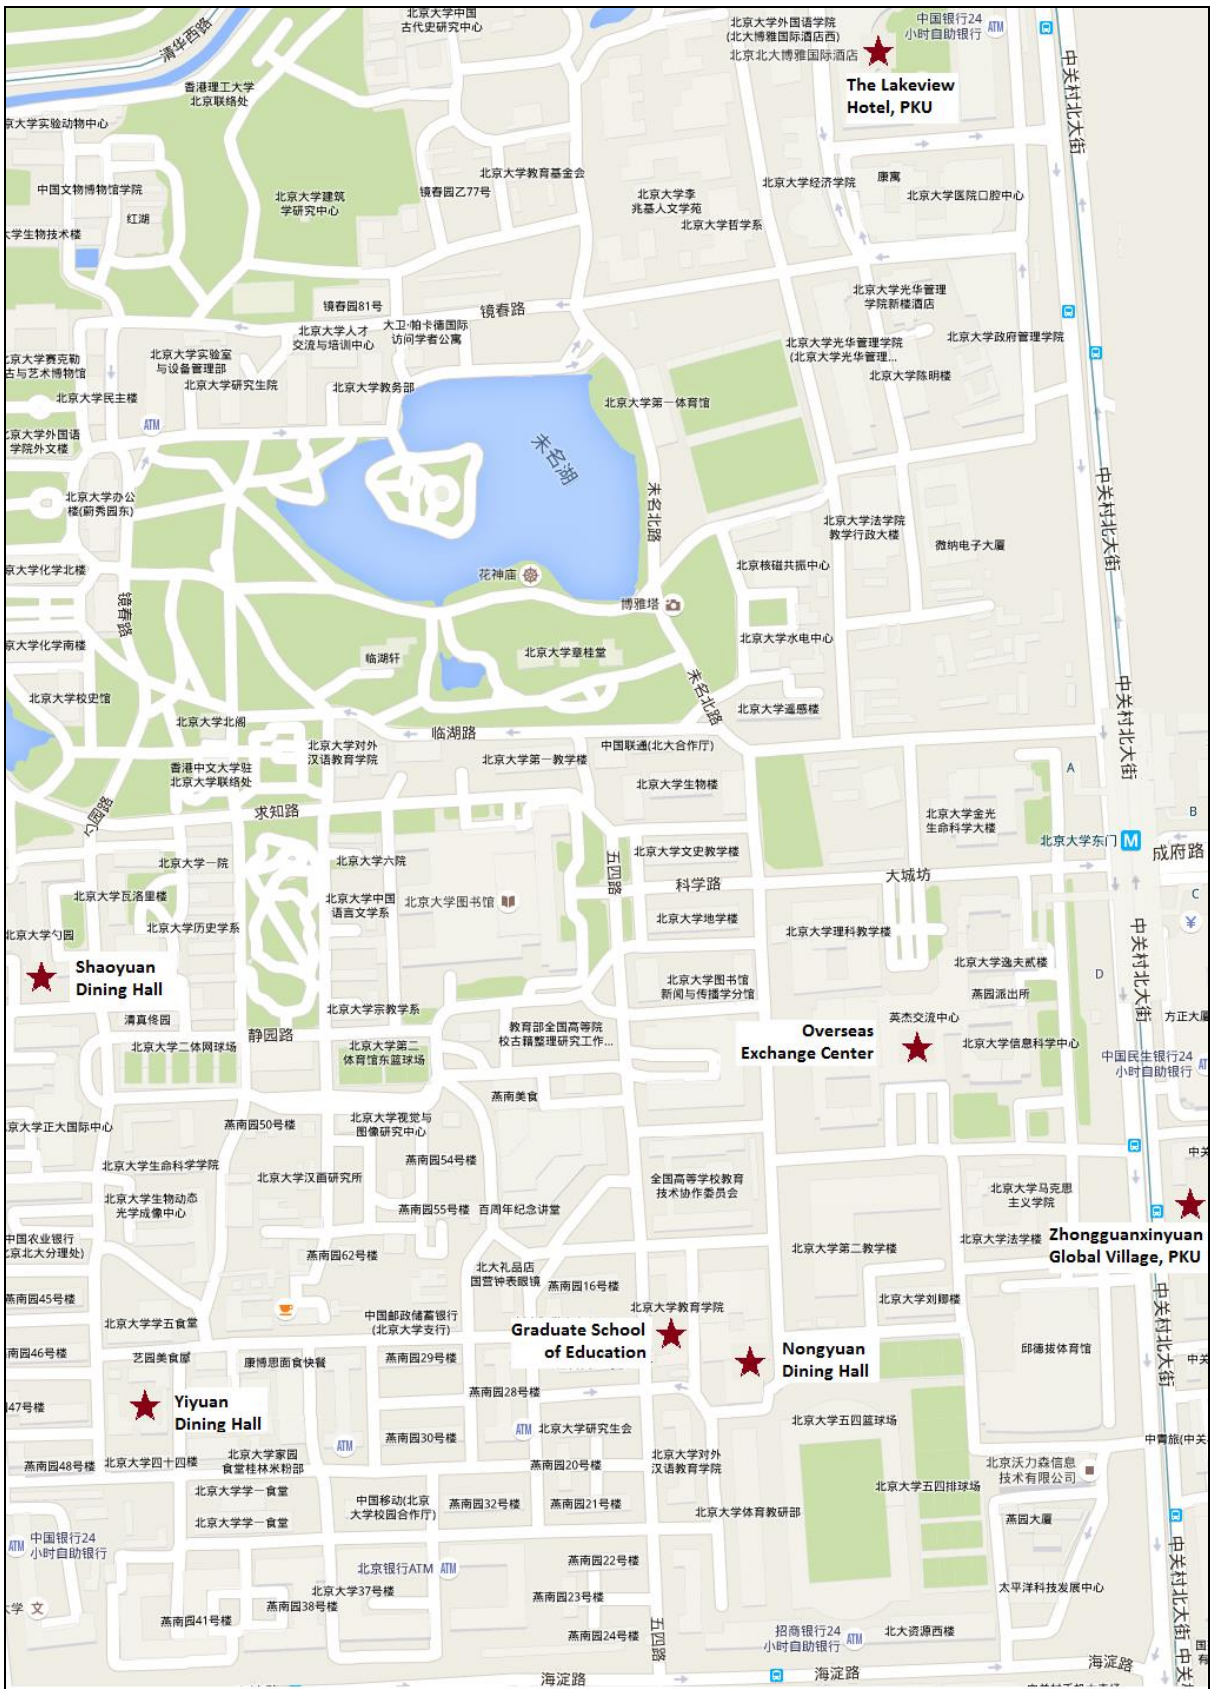 清华西路
北京大学中国
古代史研究中心
北京大学外国语学院
(北大博雅国际酒店西)
北京北大博雅国际酒店
中国银行24
小时自助银行
ATM
The Lakeview
Hotel, PKU
中关村北大街
香港理工大学
北京联络处
京大学实验动物中心
中国文物博物馆学院
红湖
北京大学建筑
学研究中心
北京大学教育基金会
镜春园乙77号
北京大学李
兆基人文学苑
北京大学哲学系
北京大学经济学院
康寓
北京大学医院口腔中心
大学生物技术楼
镜春园81号
镜春路
北京大学人才
交流与培训中心
大卫·帕卡德国际
访问学者公寓
北京大学光华管理
学院新楼酒店
北京大学光华管理学院
(北京大学光华管理...
北京大学政府管理学院
北京大学陈明楼
京大学赛克勒
古与艺术博物馆
北京大学实验室
与设备管理部
北京大学研究生院
北京大学教务部
北京大学民主楼
ATM
北京大学第一体育馆
京大学外国语
学院外文楼
未名湖
未名北路
中关村北大街
北京大学办公
楼(蔚秀园东)
北京大学法学院
教学行政大楼
微纳电子大厦
京大学化学北楼
花神庙
北京核磁共振中心
博雅塔
镜春路
京大学化学南楼
临湖轩
北京大学章桂堂
北京大学水电中心
未名北路
北京大学校史馆
北京大学遥感楼
中关村北大街
北京大学北阁
临湖路
北京大学对外
汉语教育学院
北京大学第一教学楼
中国联通(北大合作厅)
香港中文大学驻
北京大学联络处
北京大学生物楼
A
勺园路
求知路
北京大学金光
生命科学大楼
B
北京大学东门
M
成府路
北京大学一院
北京大学六院
五四路
北京大学文史教学楼
科学路
大城坊
北京大学瓦洛里楼
北京大学中国
语言文学系
北京大学图书馆
C
¥
北京大学地学楼
北京大学理科教学楼
北京大学勺园
北京大学历史学系
中关村北大街
Shaoyuan
Dining Hall
北京大学图书馆
新闻与传播学分馆
北京大学逸夫贰楼
D
燕园派出所
清真佟园
静园路
北京大学宗教学系
教育部全国高等院
校古籍整理研究工作...
英杰交流中心
方正大厦
Overseas
Exchange Center
北京大学二体网球场
北京大学第二
体育馆东篮球场
北京大学信息科学中心
中国民生银行24
小时自助银行
燕南美食
京大学正大国际中心
燕南园50号楼
北京大学视觉与
图像研究中心
燕南园54号楼
中关
北京大学生命科学学院
北京大学汉画研究所
全国高等学校教育
技术协作委员会
北京大学马克思
主义学院
北京大学生物动态
光学成像中心
燕南园55号楼
百周年纪念讲堂
中国农业银行
(北京北大分理处)
燕南园62号楼
北京大学第二教学楼
北京大学法学楼
Zhongguanxinyuan
Global Village, PKU
北大礼品店
国营钟表眼镜
燕南园16号楼
燕南园45号楼
北京大学学五食堂
中国邮政储蓄银行
(北京大学支行)
北京大学教育学院
北京大学刘卿楼
中关村北大街
Graduate School
of Education
南园46号楼
艺园美食屋
康博思面食快餐
燕南园29号楼
Nongyuan
Dining Hall
邱德拔体育馆
中关
47号楼
Yiyuan
Dining Hall
燕南园28号楼
ATM
北京大学研究生会
北京大学五四篮球场
ATM
燕南园30号楼
中青旅(中关
燕南园48号楼
北京大学四十四楼
北京大学家园
食堂桂林米粉部
燕南园20号楼
北京大学对外
汉语教育学院
北京沃力森信息
技术有限公司
北京大学学一食堂
中国移动(北京
大学校园合作厅)
燕南园32号楼
燕南园21号楼
北京大学体育教研部
北京大学五四排球场
燕园大厦
北京大学学一食堂
ATM
中国银行24
小时自助银行
北京银行ATM
ATM
燕南园22号楼
中关村北大街
大学
文
北京大学37号楼
燕南园38号楼
燕南园23号楼
太平洋科技发展中心
燕南园41号楼
燕南园24号楼
五四路
招商银行24
小时自助银行
ATM
北大资源西楼
海淀路
海淀路
海淀路